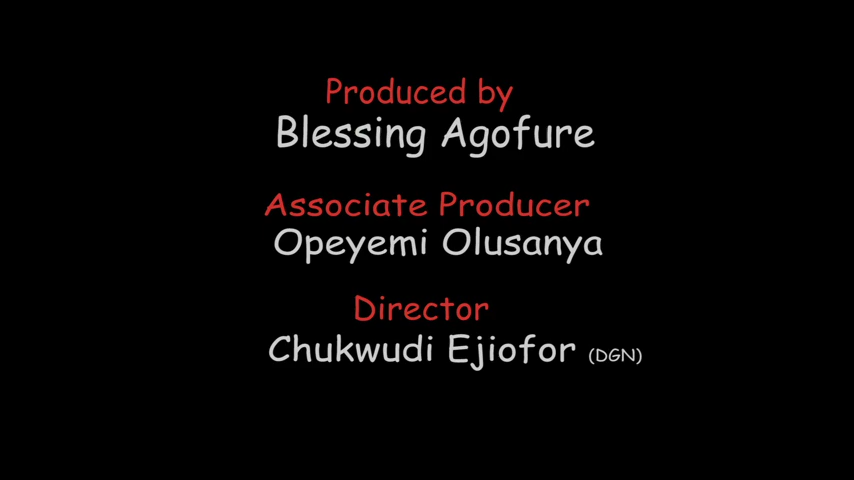 Produced by
Blessing Agofure
Associate Producer
Opeyemi Olusanya
Director
Chukwudi Ejiofor (DGN)